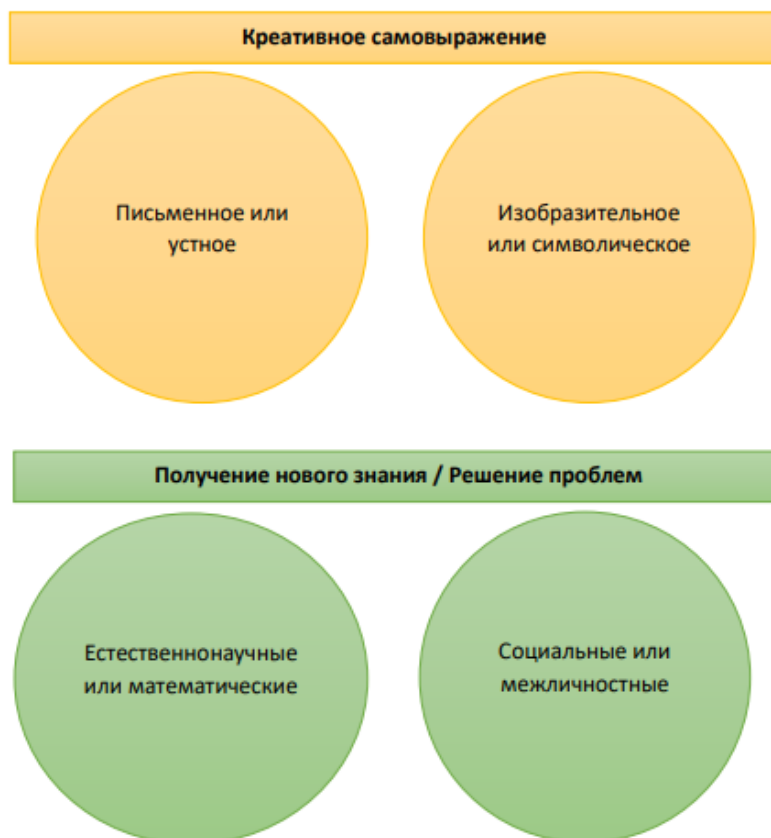 Креативное самовыражение
Письменное или
устное
Изобразительное
или символическое
Получение нового знания / Решение проблем
Естественнонаучные
или математические
Социальные или
межличностные